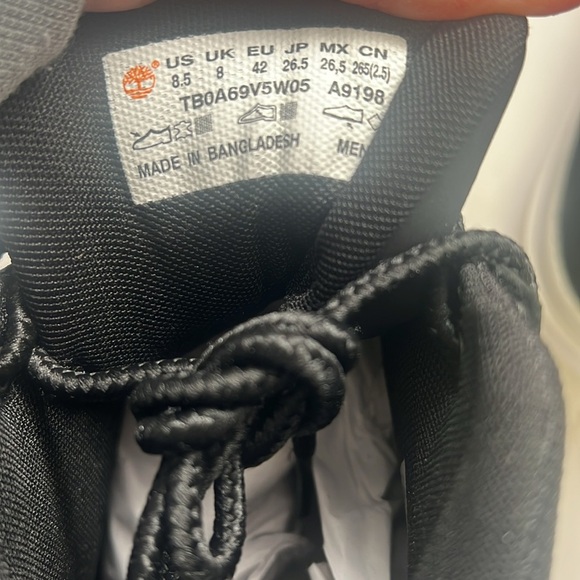 US UK EU JP MX CN
8.5 8 42 26.5 26,5 265(2.5)
TB0A69V5W05 A9198
MADE IN BANGLADESH MEN